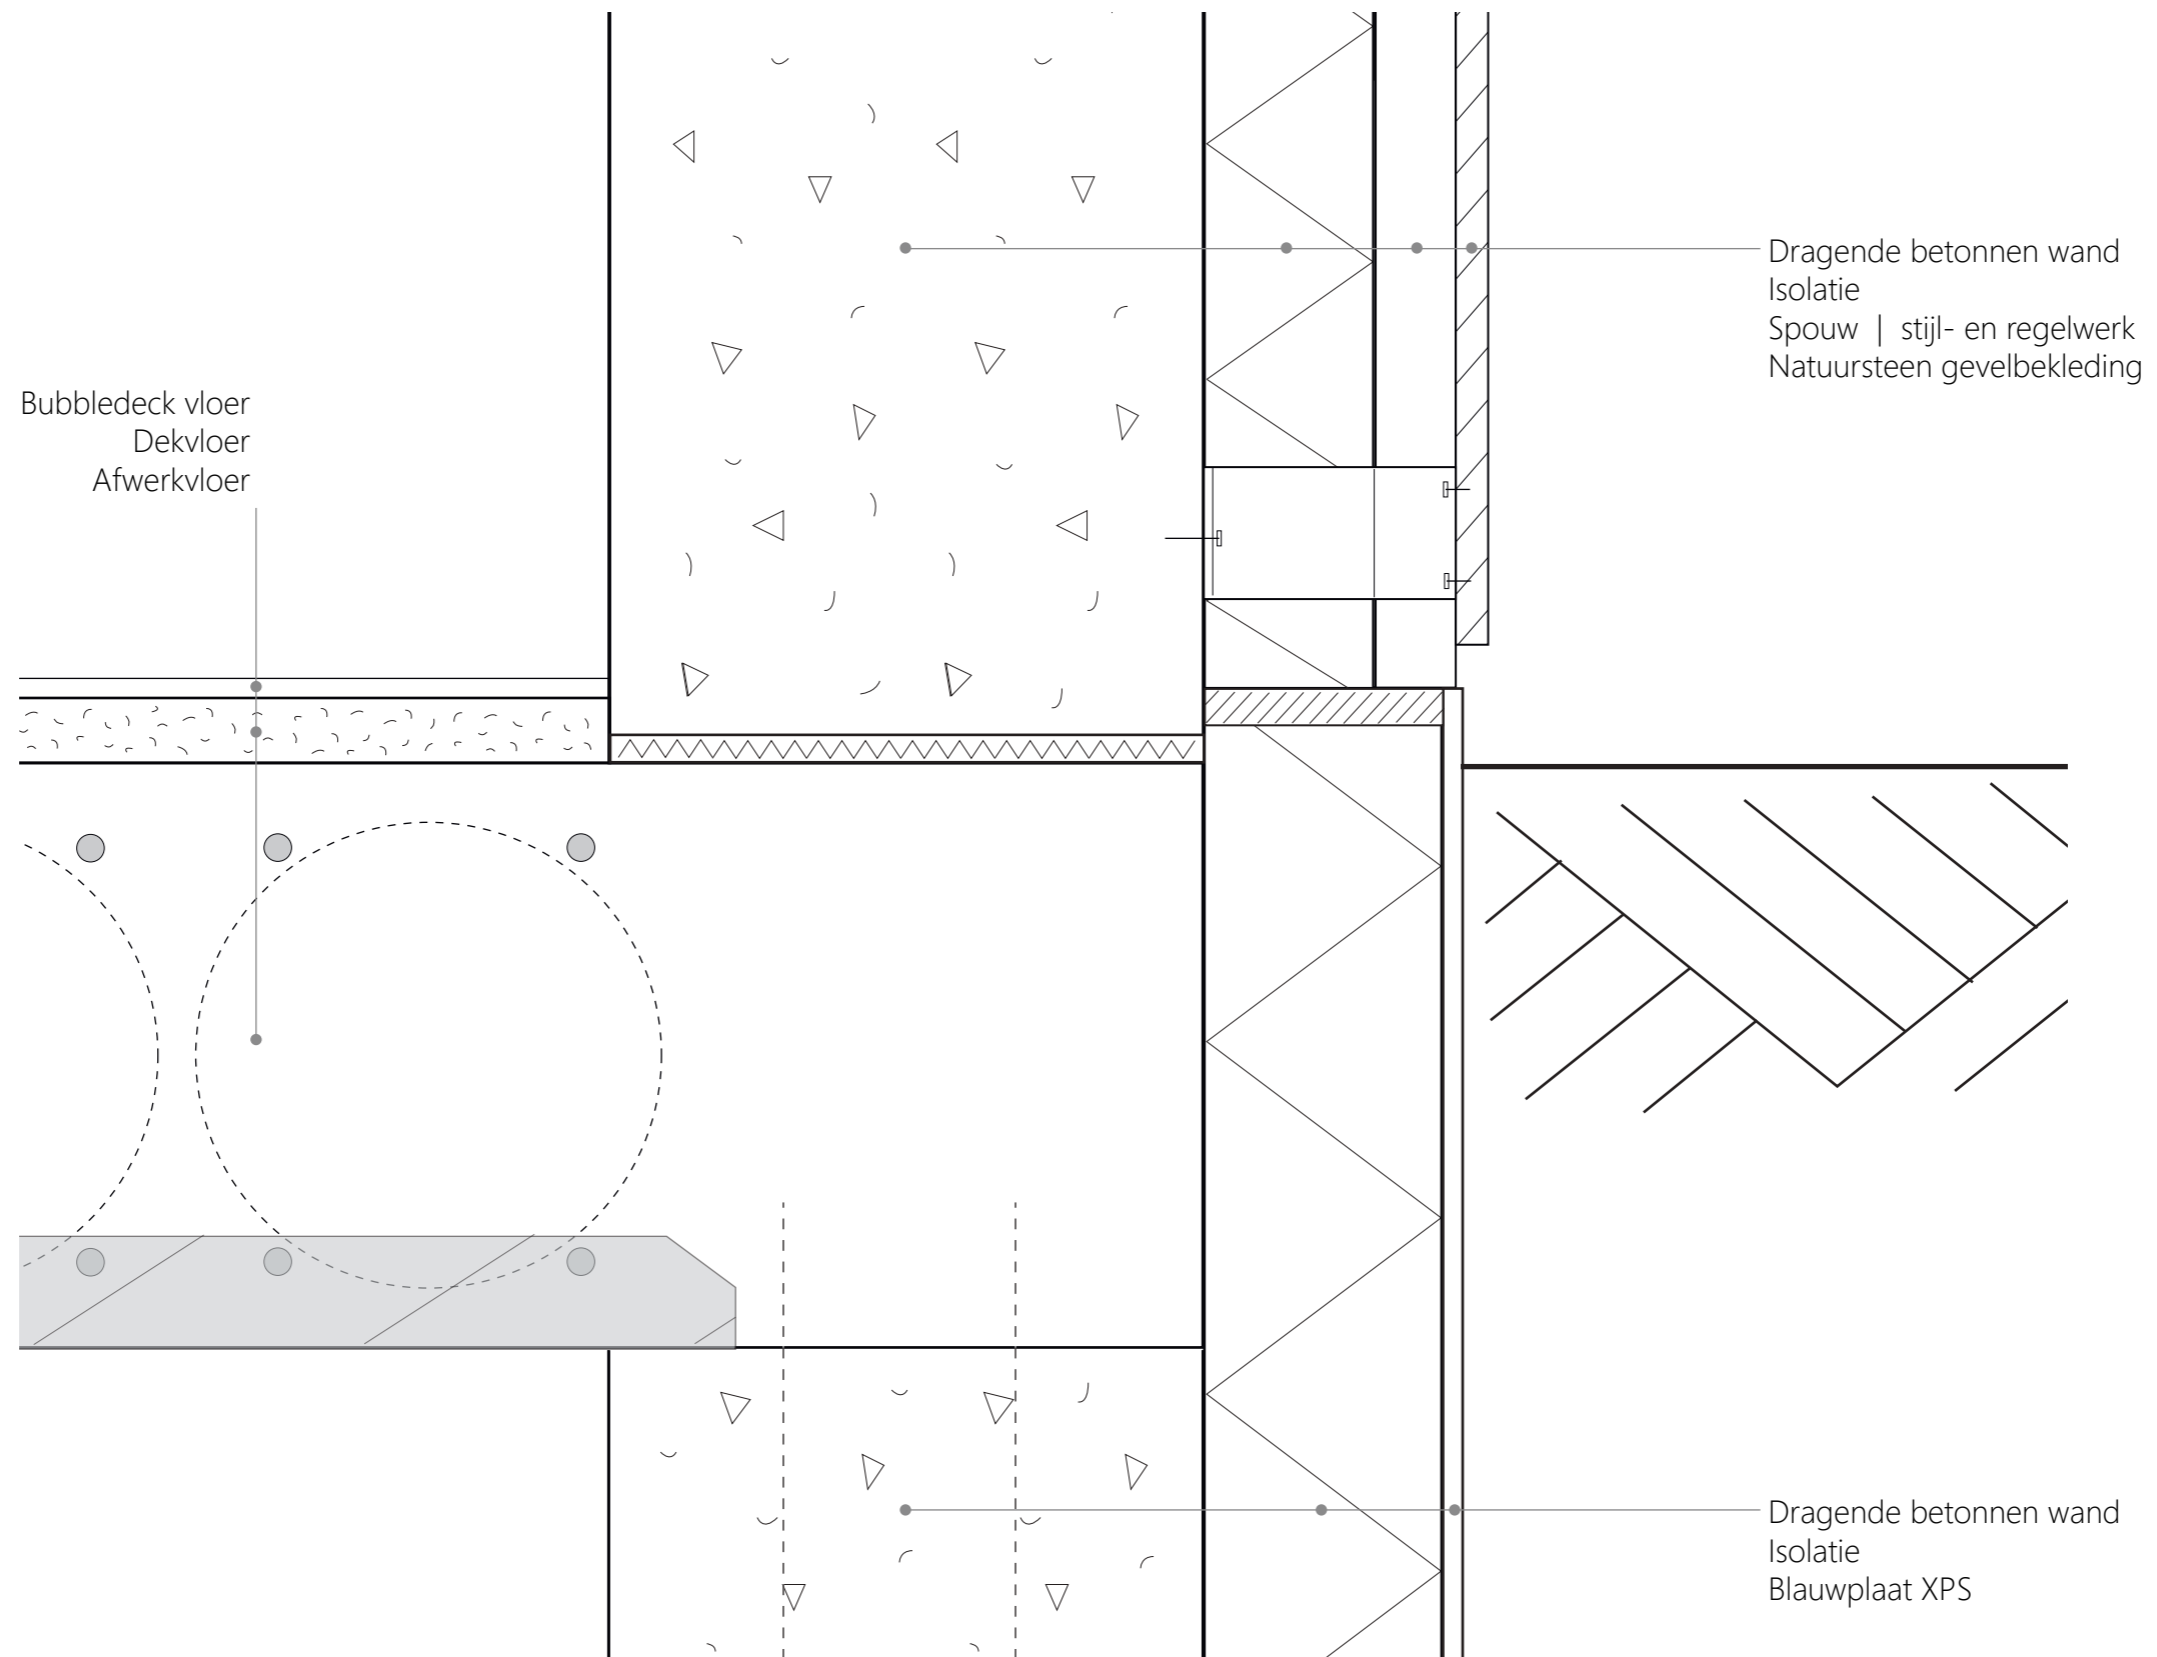 Dragende betonnen wand
Isolatie
Spouw | stijl- en regelwerk
Natuursteen gevelbekleding
Bubbledeck vloer
Dekvloer
Afwerkvloer
Dragende betonnen wand
Isolatie
Blauwplaat XPS